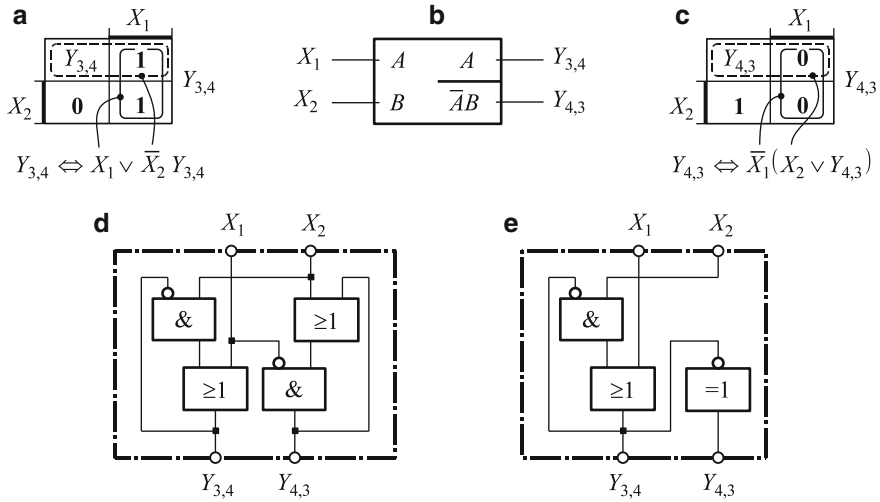 a
X₁
Y₃,₄ 1
Y₃,₄
X₂ 0 1
Y₃,₄ ⇔ X₁ ∨ X̅₂ Y₃,₄
b
X₁ A A Y₃,₄
X₂ B A̅B Y₄,₃
c
X₁
Y₄,₃ 0
Y₄,₃
X₂ 1 0
Y₄,₃ ⇔ X̅₁(X₂ ∨ Y₄,₃)
d
X₁ X₂
& ≥1
≥1 &
Y₃,₄ Y₄,₃
e
X₁ X₂
&
≥1 =1
Y₃,₄ Y₄,₃